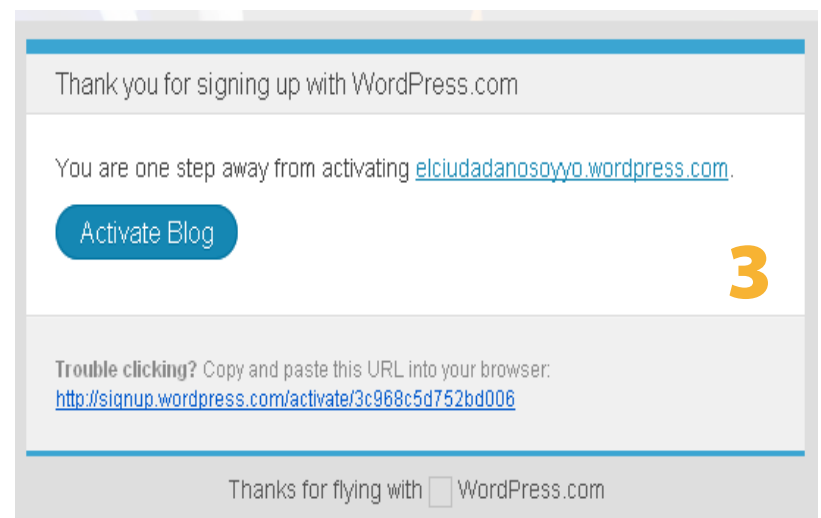 Thank you for signing up with WordPress.com
You are one step away from activating elciudadanosoyyo.wordpress.com.
Activate Blog
3
Trouble clicking? Copy and paste this URL into your browser:
http://signup.wordpress.com/activate/3c968c5d752bd006
Thanks for flying with WordPress.com